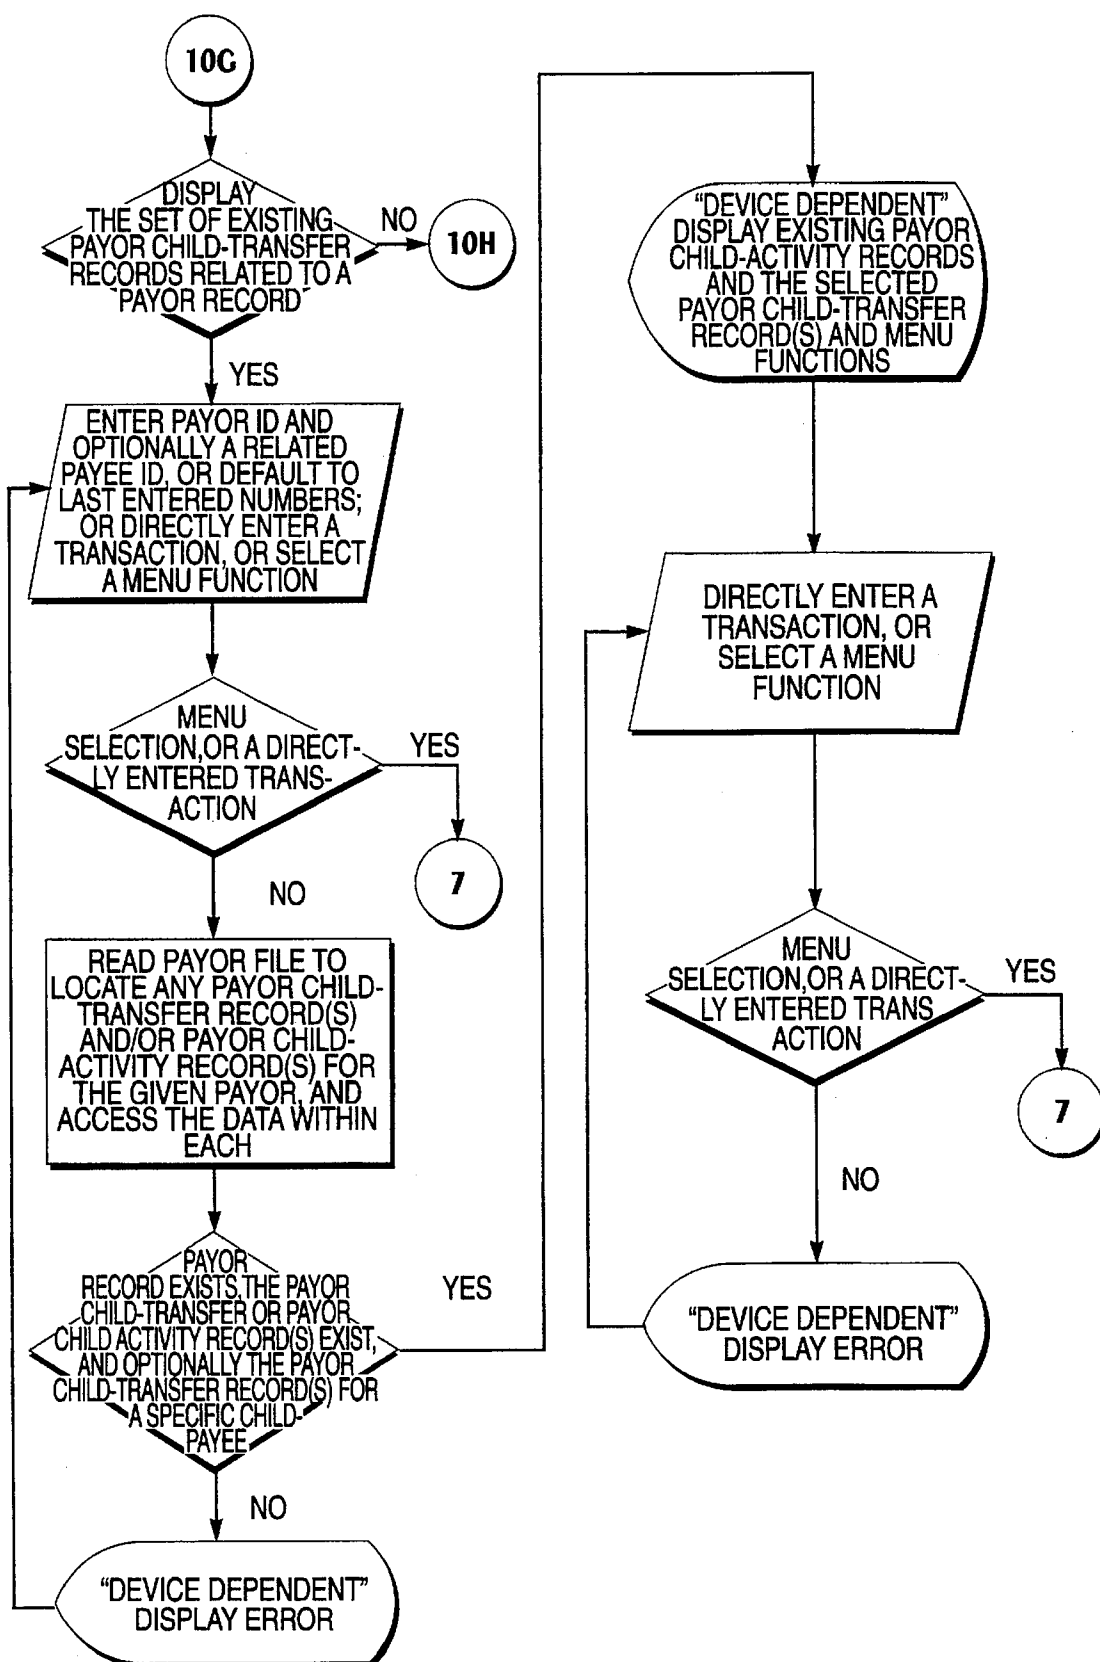 10G
DISPLAY
THE SET OF EXISTING
PAYOR CHILD-TRANSFER
RECORDS RELATED TO A
PAYOR RECORD
NO
10H
YES
ENTER PAYOR ID AND
OPTIONALLY A RELATED
PAYEE ID, OR DEFAULT TO
LAST ENTERED NUMBERS;
OR DIRECTLY ENTER A
TRANSACTION, OR SELECT
A MENU FUNCTION
MENU
SELECTION,OR A DIRECT-
LY ENTERED TRANS-
ACTION
YES
7
NO
READ PAYOR FILE TO
LOCATE ANY PAYOR CHILD-
TRANSFER RECORD(S)
AND/OR PAYOR CHILD-
ACTIVITY RECORD(S) FOR
THE GIVEN PAYOR, AND
ACCESS THE DATA WITHIN
EACH
PAYOR
RECORD EXISTS,THE PAYOR
CHILD-TRANSFER OR PAYOR
CHILD ACTIVITY RECORD(S) EXIST,
AND OPTIONALLY THE PAYOR
CHILD-TRANSFER RECORD(S) FOR
A SPECIFIC CHILD-
PAYEE
YES
NO
"DEVICE DEPENDENT"
DISPLAY ERROR
"DEVICE DEPENDENT"
DISPLAY EXISTING PAYOR
CHILD-ACTIVITY RECORDS
AND THE SELECTED
PAYOR CHILD-TRANSFER
RECORD(S) AND MENU
FUNCTIONS
DIRECTLY ENTER A
TRANSACTION, OR
SELECT A MENU
FUNCTION
MENU
SELECTION,OR A DIRECT-
LY ENTERED TRANS
ACTION
YES
7
NO
"DEVICE DEPENDENT"
DISPLAY ERROR